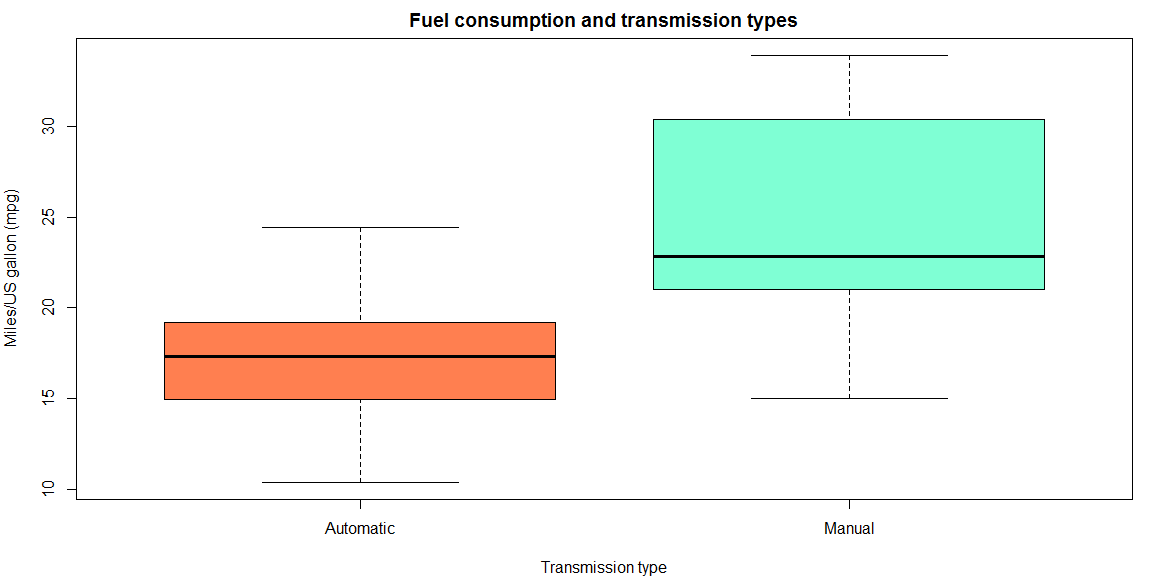 Fuel consumption and transmission types
Miles/US gallon (mpg)
30
25
20
15
10
Automatic
Manual
Transmission type